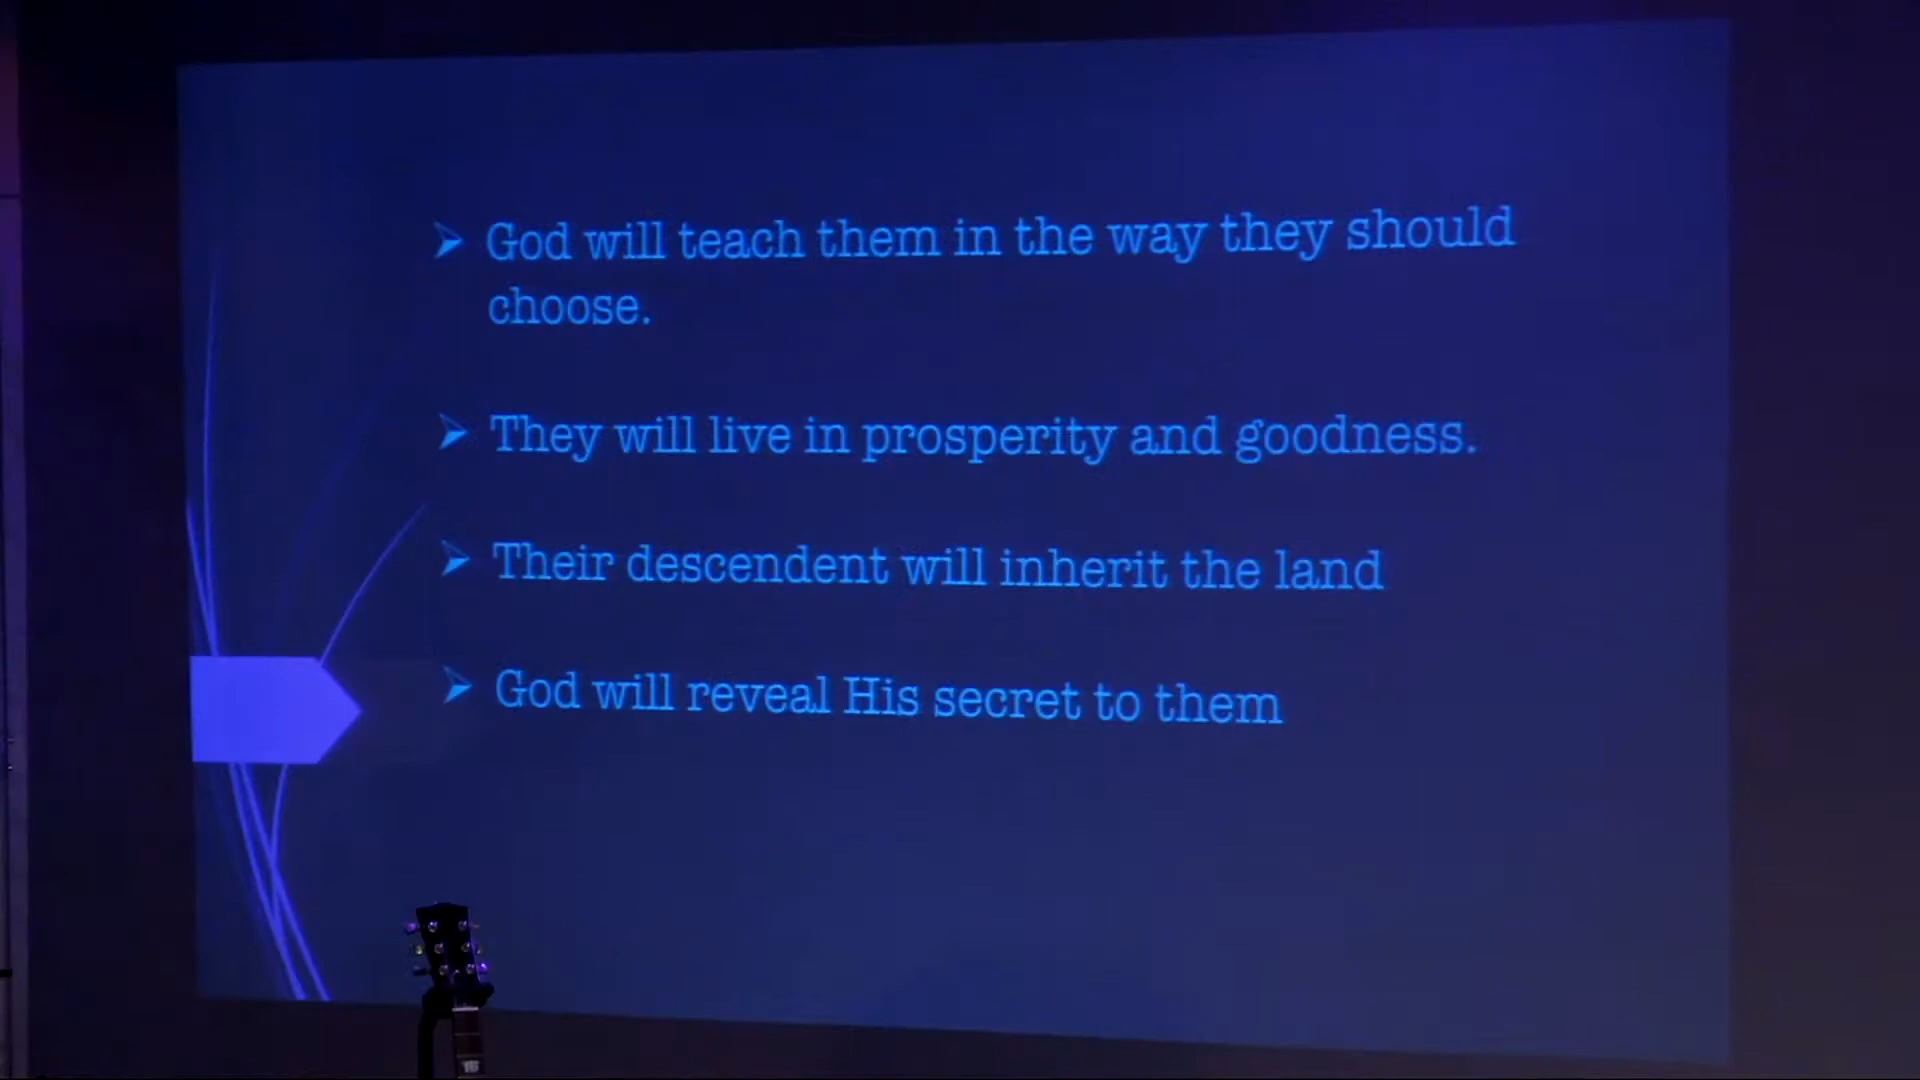 ➤ God will teach them in the way they should
choose.
➤ They will live in prosperity and goodness.
➤ Their descendent will inherit the land
➤ God will reveal His secret to them